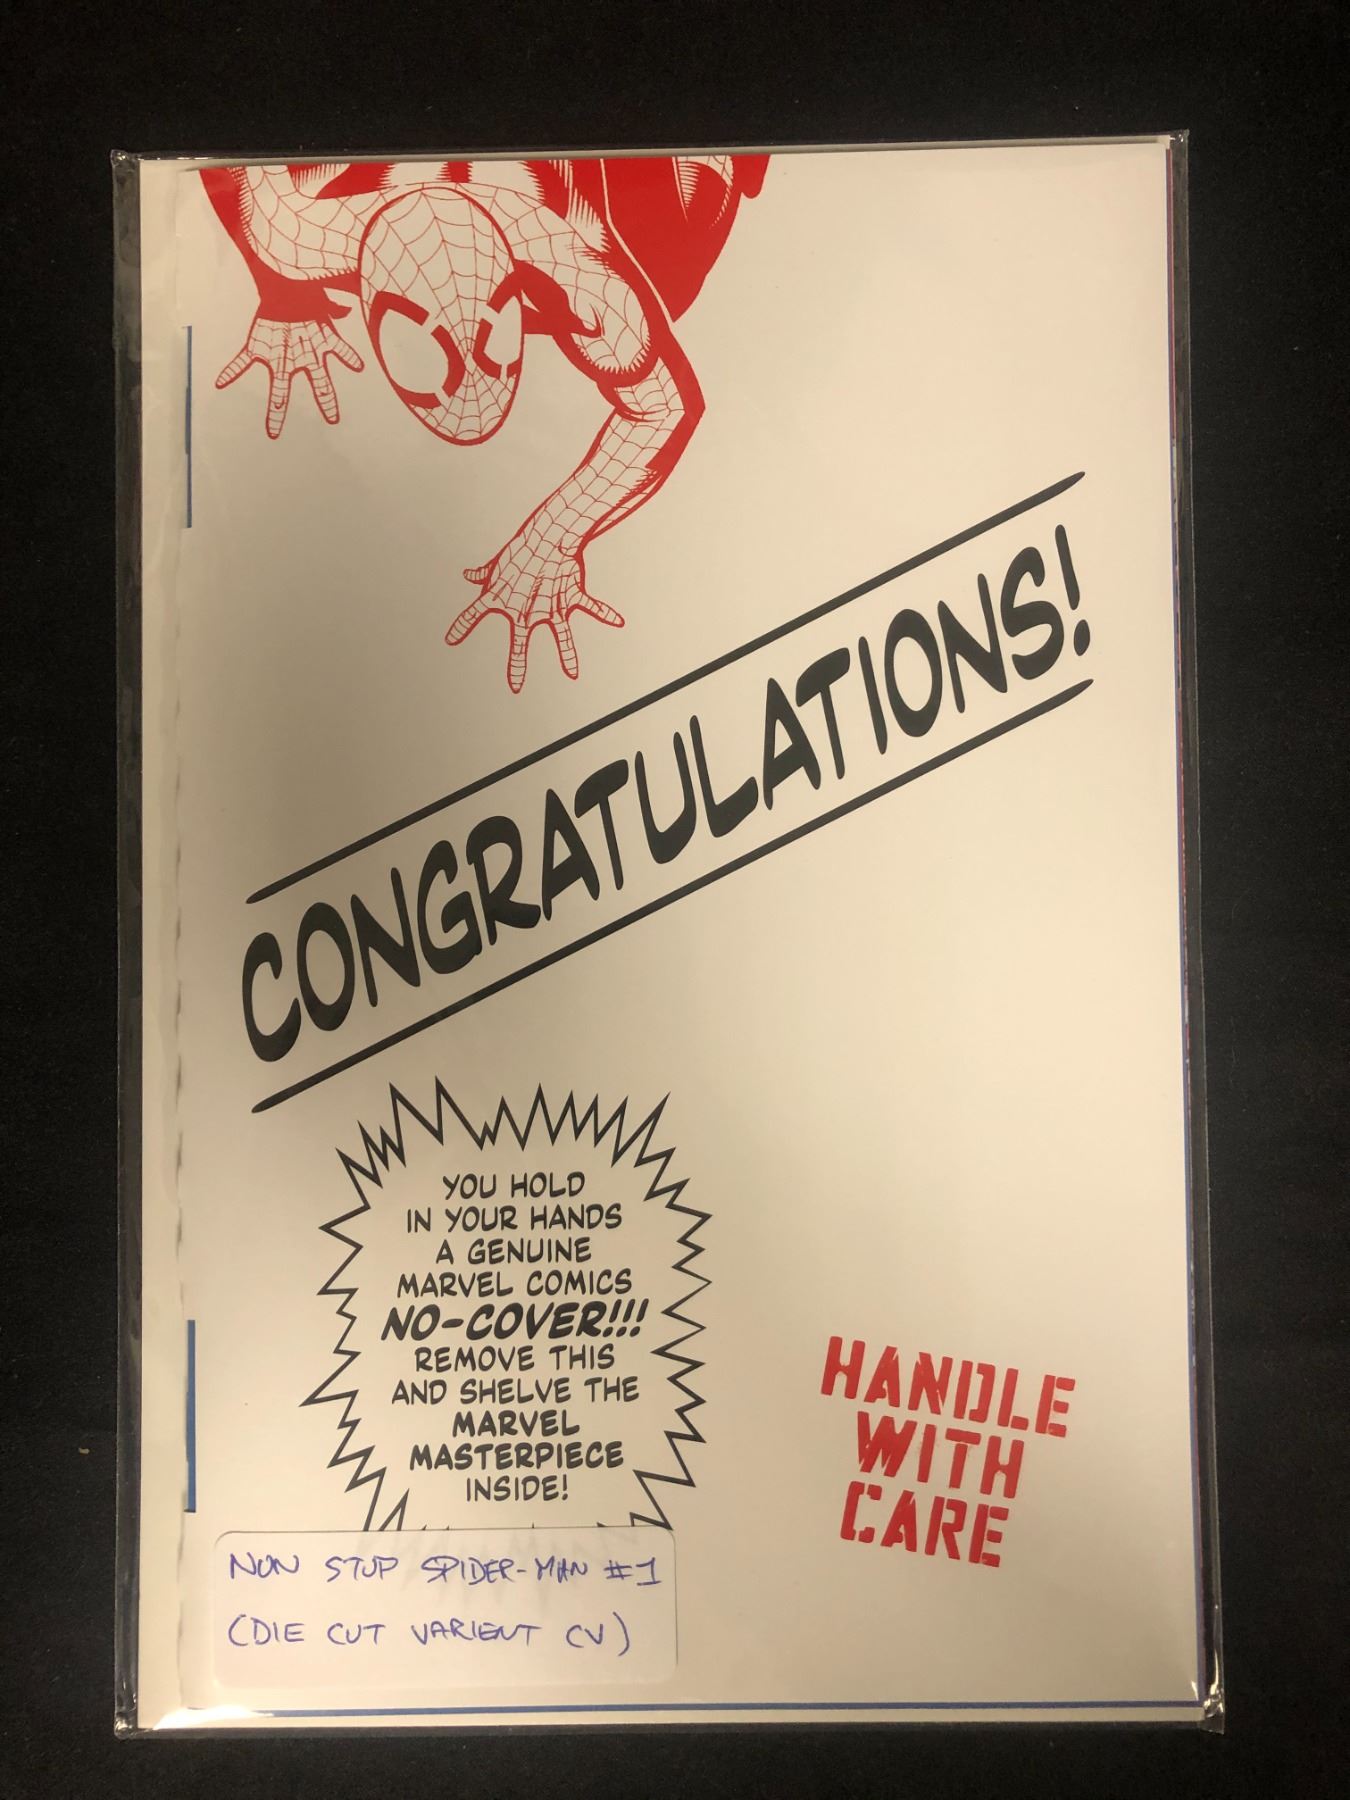 CONGRATULATIONS!
YOU HOLD
IN YOUR HANDS
A GENUINE
MARVEL COMICS
NO-COVER!!!
REMOVE THIS
AND SHELVE THE
MARVEL
MASTERPIECE
INSIDE!
HANDLE
WITH
CARE
NON STOP SPIDER-MAN #1
(DIE CUT VARIENT CV)